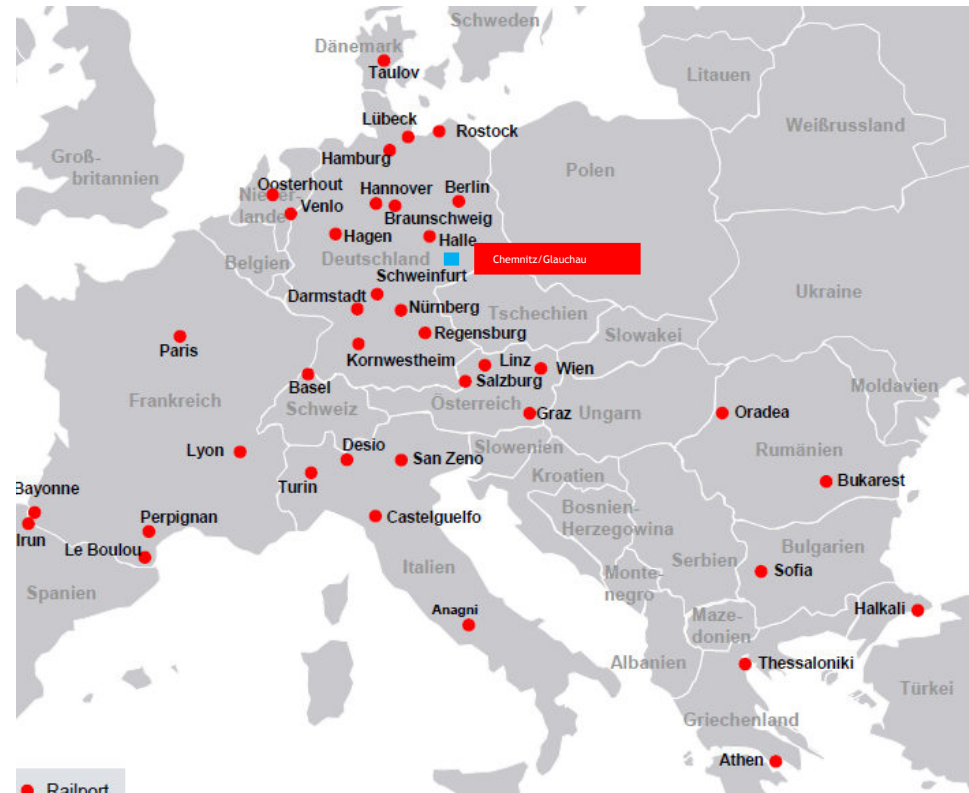 Schweden
Dänemark
Taulov
Litauen
Lübeck
Rostock
Weißrussland
Hamburg
Groß-
britannien
Polen
Oosterhout
Hannover
Berlin
Nieder-
lande
Venlo
Braunschweig
Hagen
Halle
Belgien
Deutschland
Chemnitz/Glauchau
Schweinfurt
Darmstadt
Nürnberg
Tschechien
Ukraine
Regensburg
Slowakei
Paris
Kornwestheim
Linz
Wien
Basel
Salzburg
Moldavien
Frankreich
Schweiz
Österreich
Graz
Ungarn
Oradea
Lyon
Desio
San Zeno
Slowenien
Rumänien
Turin
Kroatien
Bukarest
Bayonne
Bosnien-
Herzegowina
Perpignan
Castelguelfo
Irun
Le Boulou
Bulgarien
Serbien
Italien
Sofia
Monte-
negro
Spanien
Anagni
Halkali
Maze-
donien
Albanien
Thessaloniki
Türkei
Griechenland
Athen
Railport